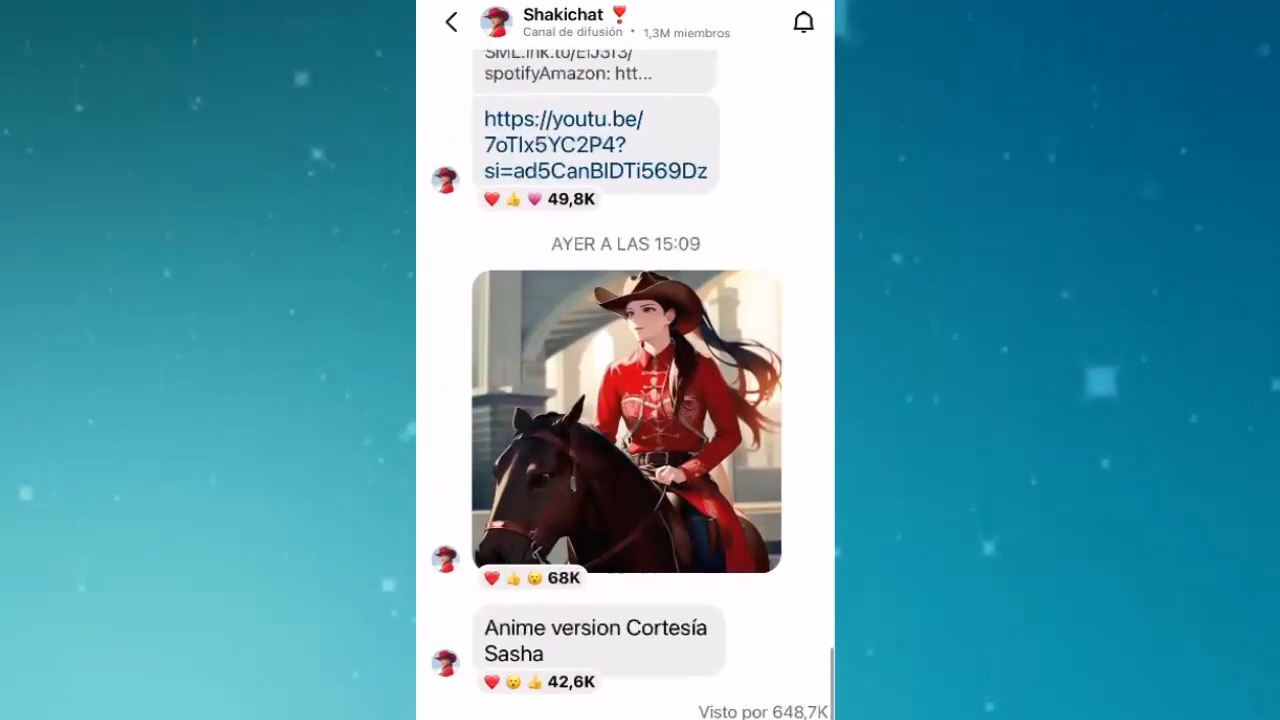 Shakichat
Canal de difusión • 1,3M miembros
spotifyAmazon: htt...
https://youtu.be/
7oTIx5YC2P4?
si=ad5CanBlDTi569Dz
49,8K
AYER A LAS 15:09
68K
Anime version Cortesía
Sasha
42,6K
Visto por 648,7K